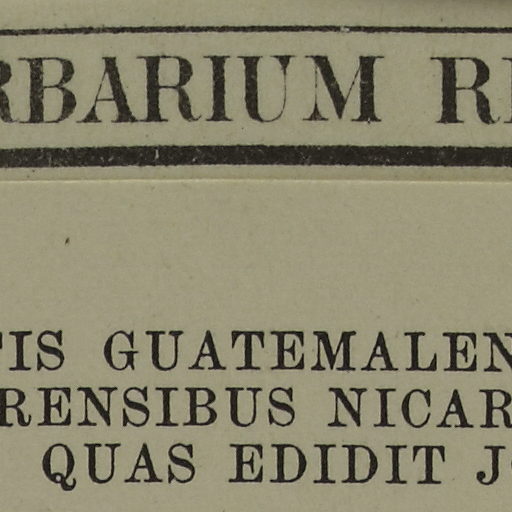 RBARIUM R
TIS GUATEMALEN
RENSIBUS NICAR
QUAS EDIDIT J